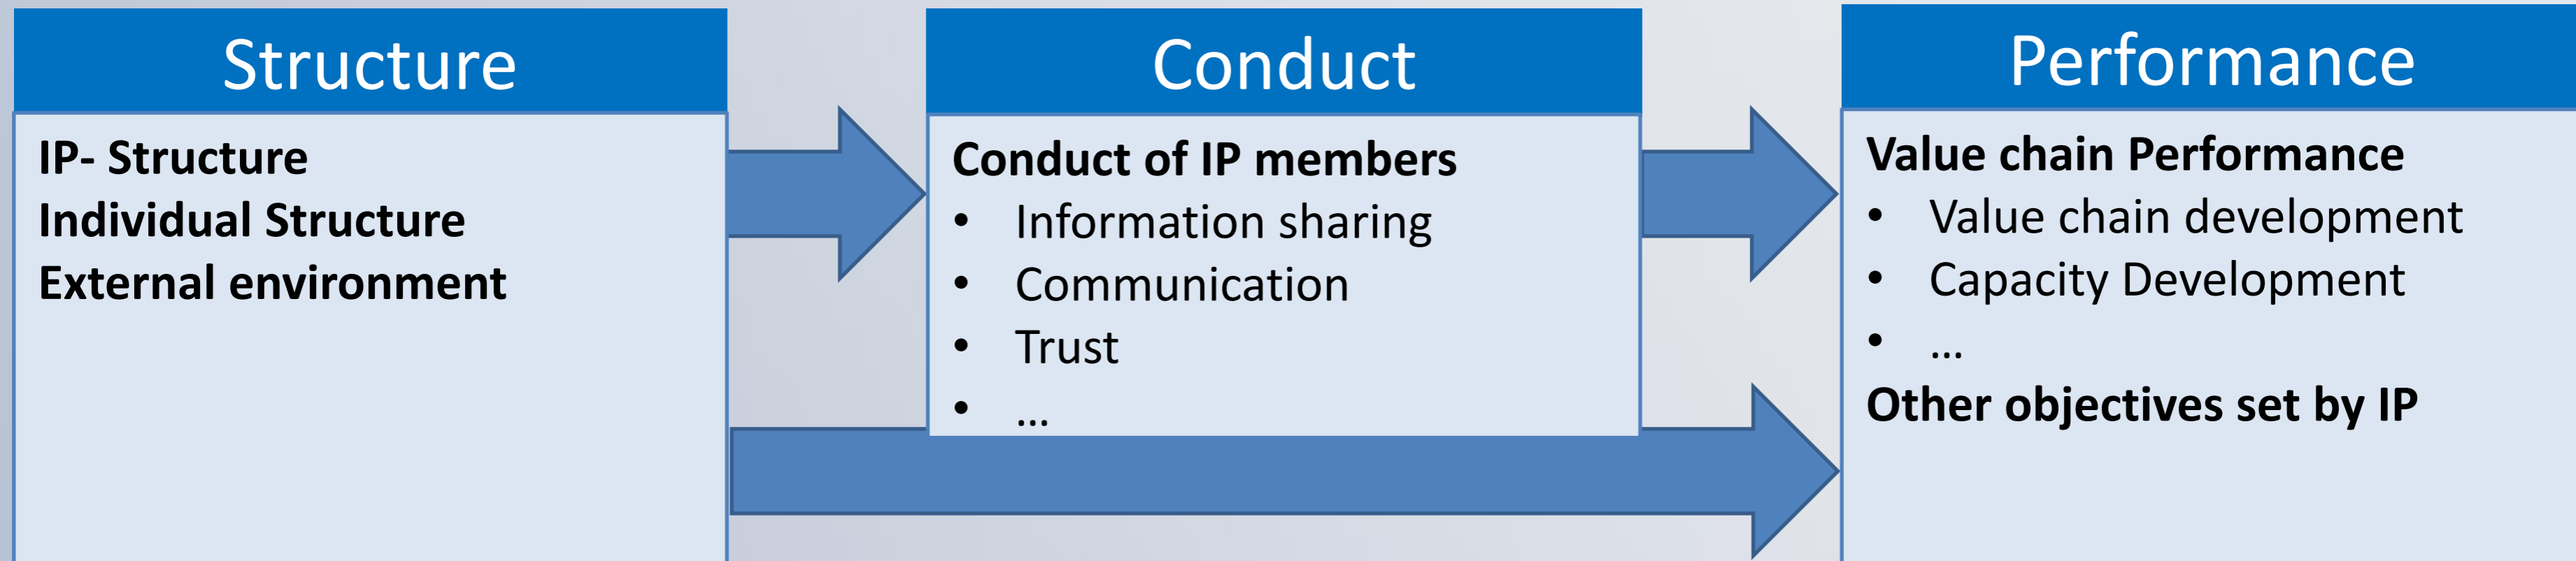 Structure
IP- Structure
Individual Structure
External environment
Conduct
Conduct of IP members
• Information sharing
• Communication
• Trust
• ...
Performance
Value chain Performance
• Value chain development
• Capacity Development
• ...
Other objectives set by IP